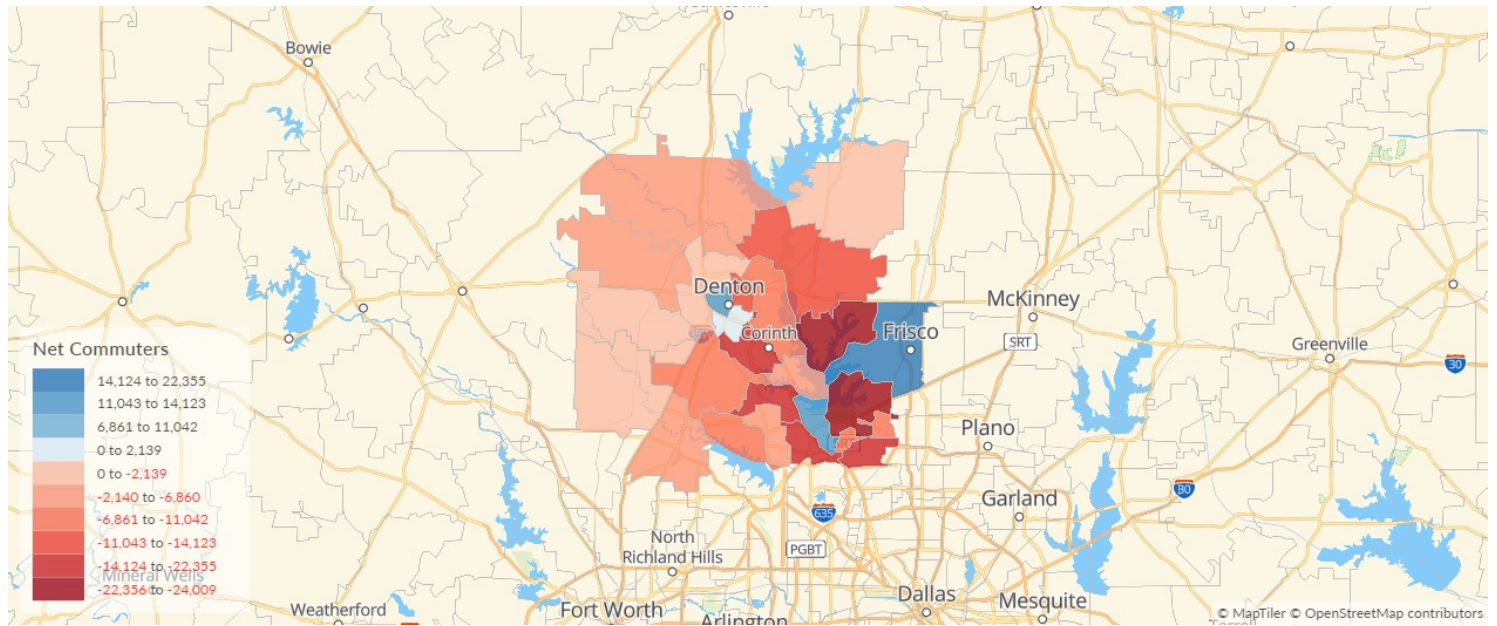 Bowie
Denton
McKinney
Corinth
Frisco
SRT
Greenville
30
Net Commuters
14,124 to 22,355
11,043 to 14,123
6,861 to 11,042
0 to 2,139
0 to -2,139
-2,140 to -6,860
-6,861 to -11,042
-11,043 to -14,123
-14,124 to -22,355
-22,356 to -24,009
Mineral Wells
SRT
Plano
80
Garland
635
North
Richland Hills
PGBT
Dallas
Mesquite
Weatherford
Fort Worth
Arlington
© MapTiler © OpenStreetMap contributors